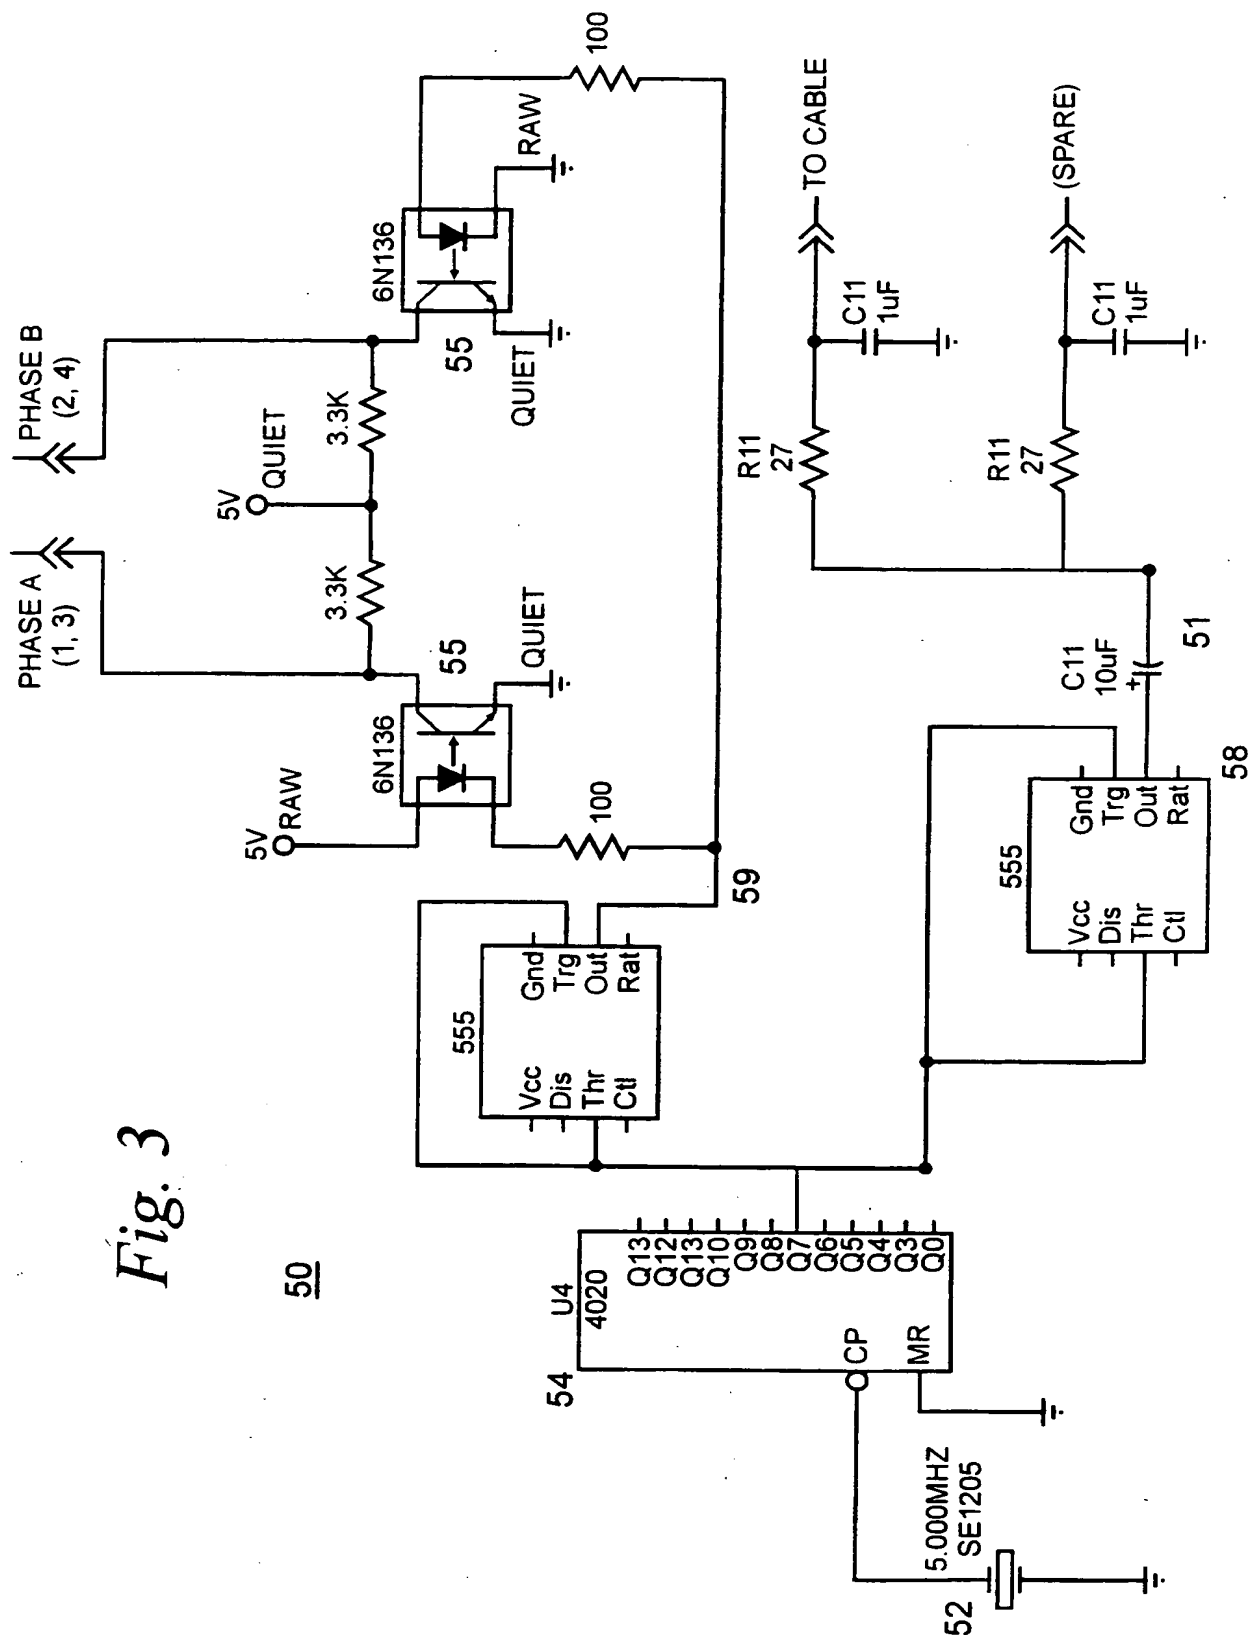 Fig. 3
50
52
5.000MHZ
SE1205
54
U4
4020
CP
MR
Q13
Q12
Q13
Q10
Q9
Q8
Q7
Q6
Q5
Q4
Q3
Q0
555
Vcc
Dis
Thr
Ctl
Gnd
Trg
Out
Rat
59
5V
RAW
6N136
100
55
QUIET
PHASE A
(1, 3)
3.3K
5V
QUIET
3.3K
PHASE B
(2, 4)
6N136
55
QUIET
RAW
100
555
Vcc
Dis
Thr
Ctl
Gnd
Trg
Out
Rat
58
C11
10uF
+
51
R11
27
C11
1uF
TO CABLE
R11
27
C11
1uF
(SPARE)